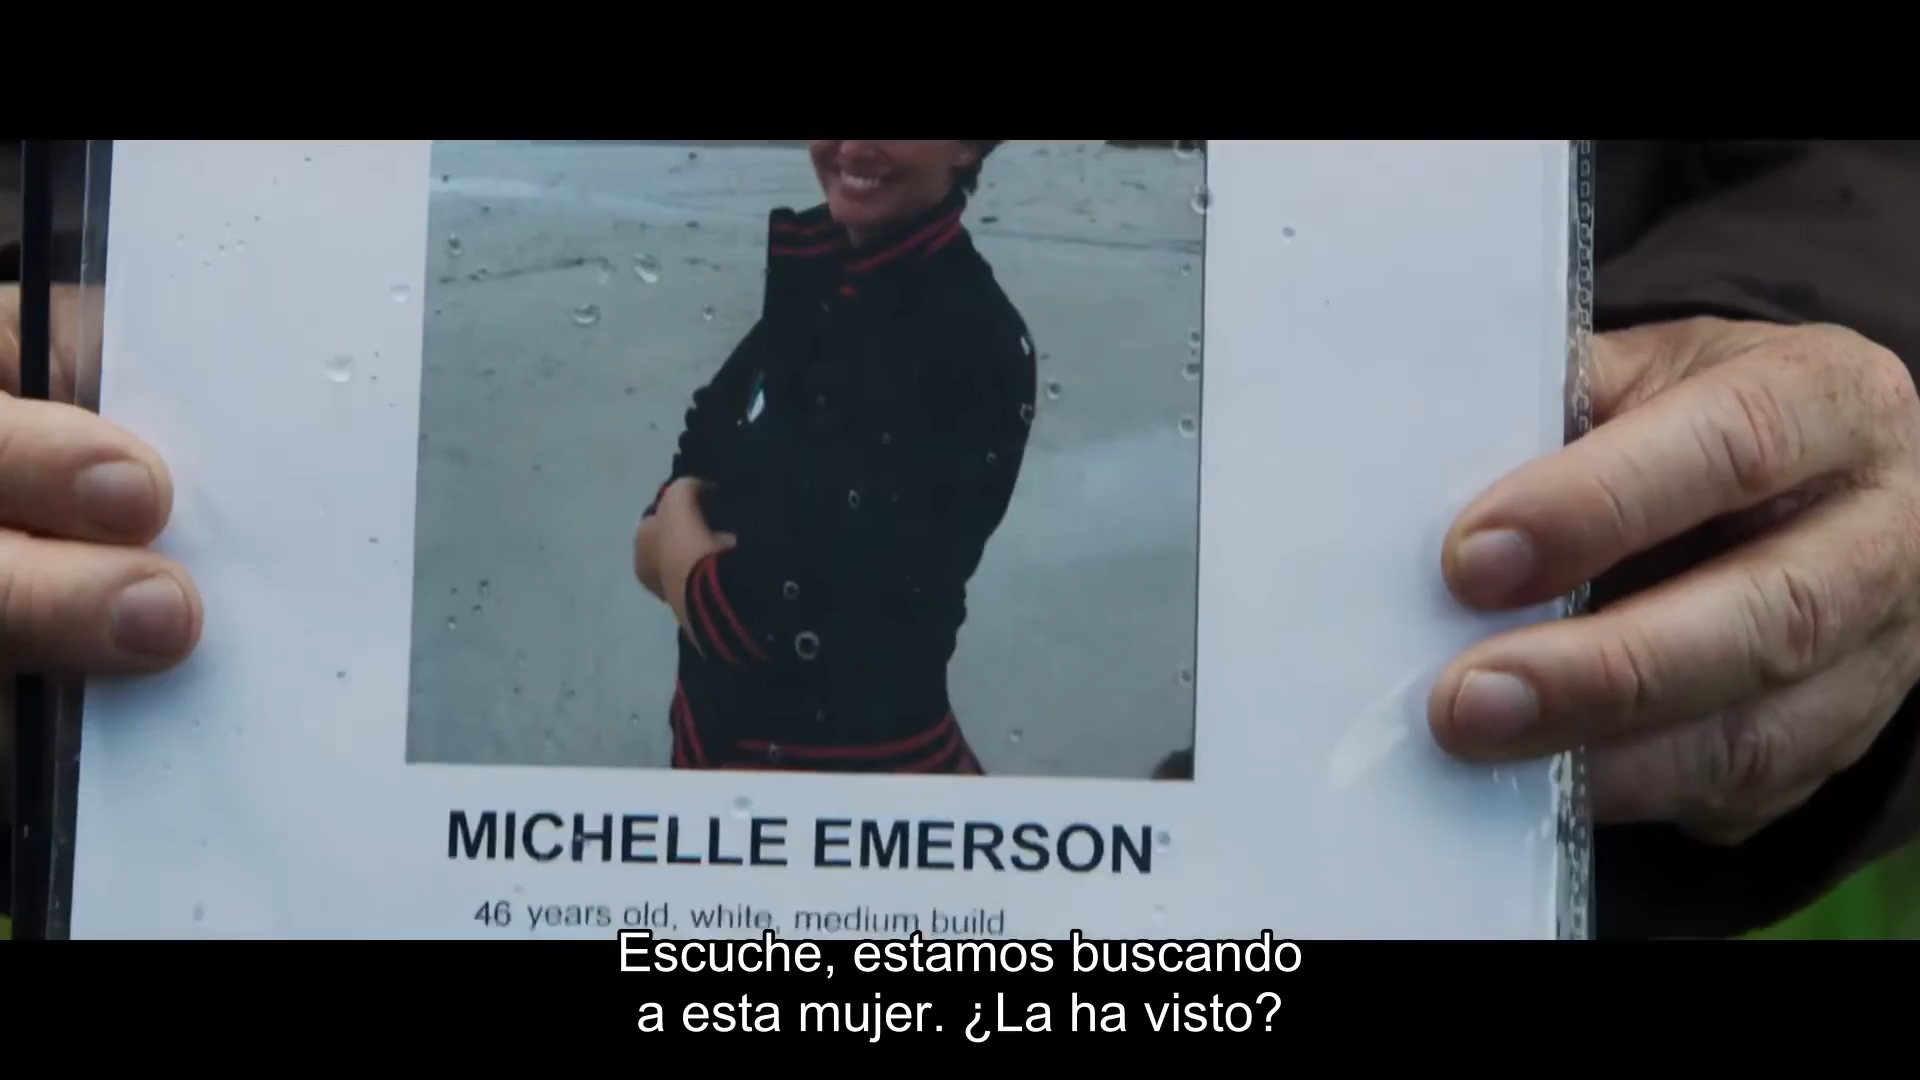 MICHELLE EMERSON
46 years old, white, medium build
Escuche, estamos buscando
a esta mujer. ¿La ha visto?